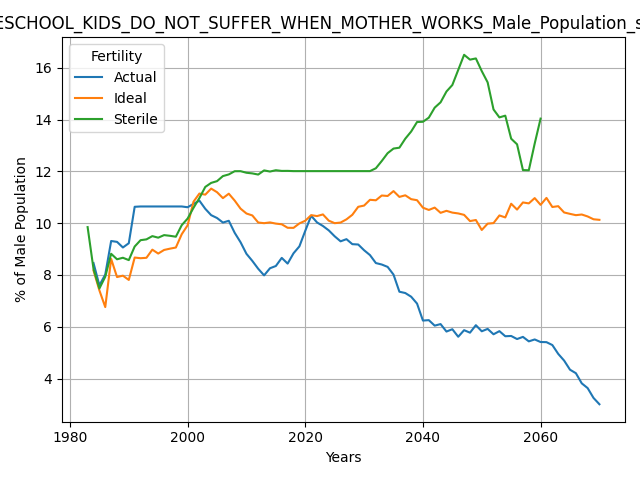 ESCHOOL_KIDS_DO_NOT_SUFFER_WHEN_MOTHER_WORKS_Male_Population_s
Fertility
Actual
Ideal
Sterile
% of Male Population
16
14
12
10
8
6
4
1980 2000 2020 2040 2060
Years